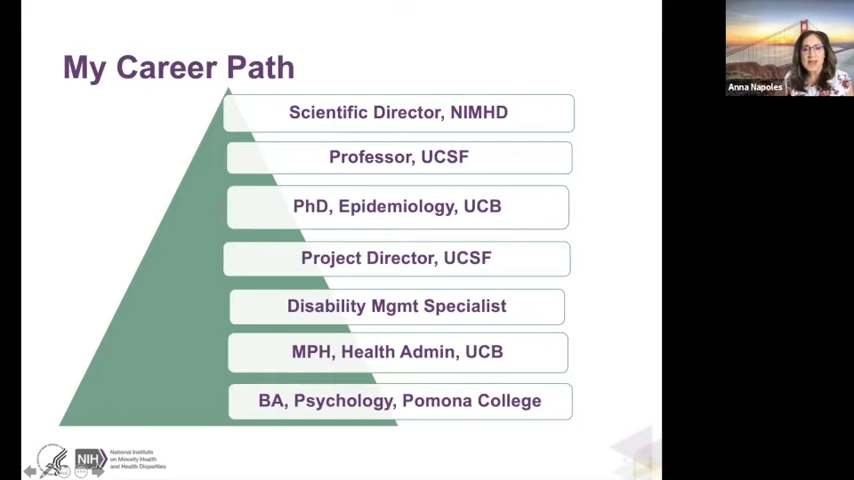 My Career Path
Scientific Director, NIMHD
Professor, UCSF
PhD, Epidemiology, UCB
Project Director, UCSF
Disability Mgmt Specialist
MPH, Health Admin, UCB
BA, Psychology, Pomona College
NIH
National Institute
on Minority Health
and Health Disparities
Anna Napoles